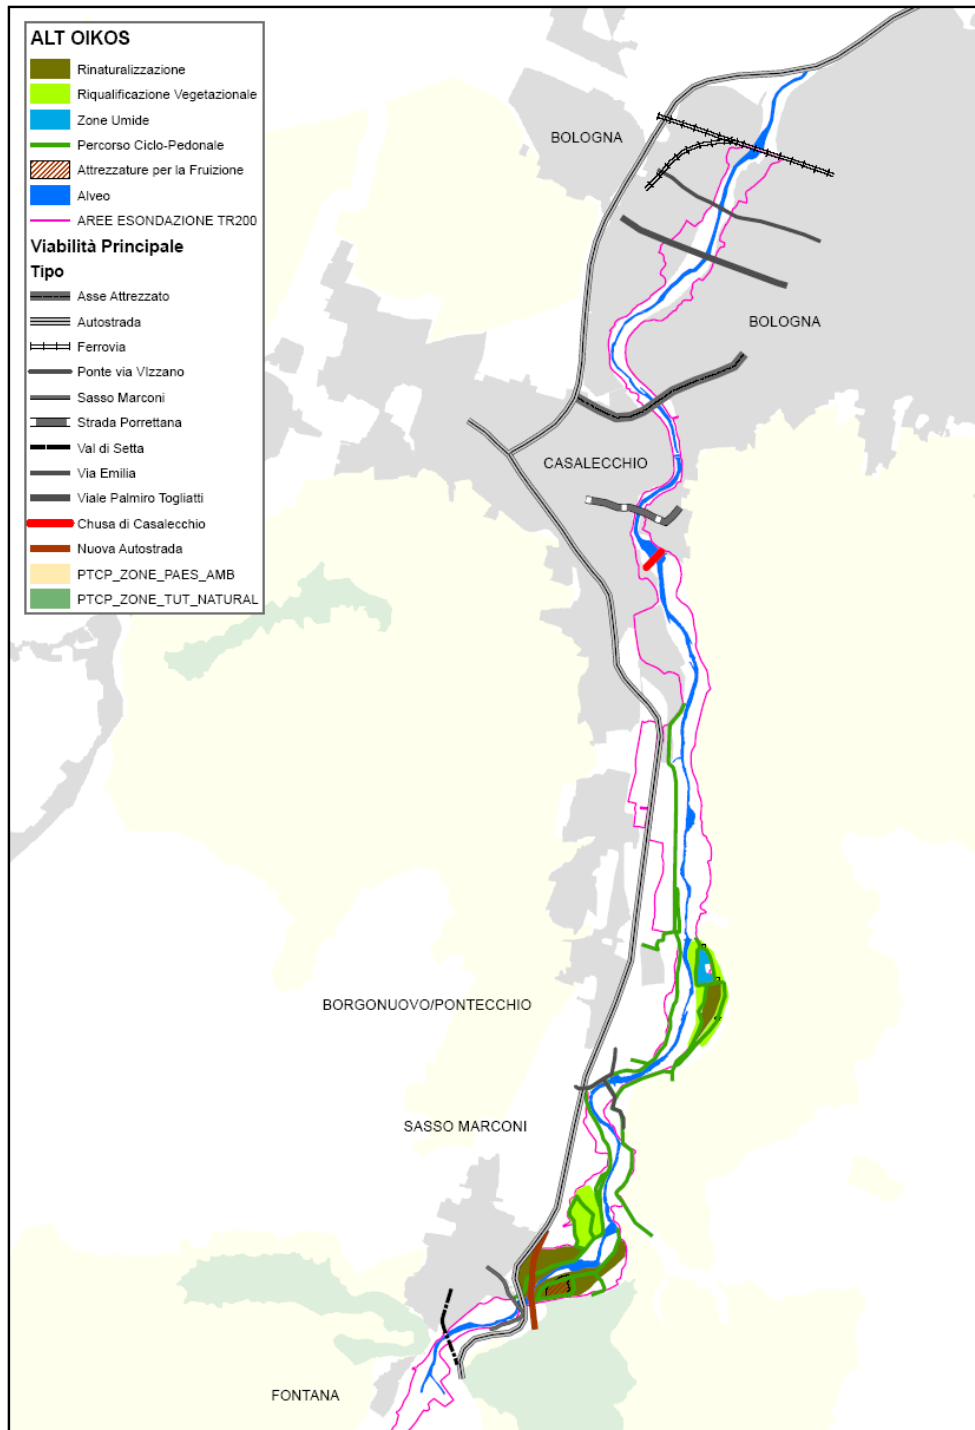 ALT OIKOS
Rinaturalizzazione
Riqualificazione Vegetazionale
Zone Umide
Percorso Ciclo-Pedonale
Attrezzature per la Fruizione
Alveo
AREE ESONDAZIONE TR200
Viabilità Principale
Tipo
Asse Attrezzato
Autostrada
Ferrovia
Ponte via VIzzano
Sasso Marconi
Strada Porrettana
Val di Setta
Via Emilia
Viale Palmiro Togliatti
Chusa di Casalecchio
Nuova Autostrada
PTCP_ZONE_PAES_AMB
PTCP_ZONE_TUT_NATURAL
BOLOGNA
BOLOGNA
CASALECCHIO
BORGONUOVO/PONTECCHIO
SASSO MARCONI
FONTANA